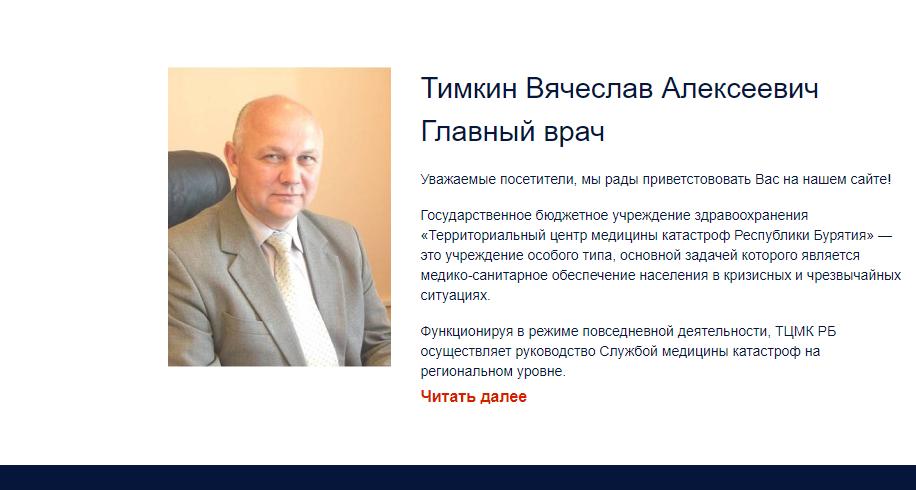 Тимкин Вячеслав Алексеевич
Главный врач
Уважаемые посетители, мы рады приветстововать Вас на нашем сайте!
Государственное бюджетное учреждение здравоохранения
«Территориальный центр медицины катастроф Республики Бурятия» —
это учреждение особого типа, основной задачей которого является
медико-санитарное обеспечение населения в кризисных и чрезвычайных
ситуациях.
Функционируя в режиме повседневной деятельности, ТЦМК РБ
осуществляет руководство Службой медицины катастроф на
региональном уровне.
Читать далее